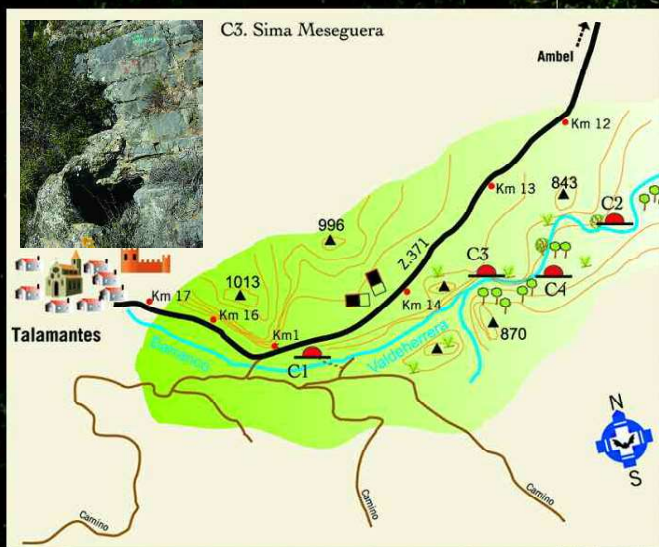 C3. Sima Meseguera
Ambel
Km 12
Km 13
843
C2
996
Z.371
C3
C4
1013
Km 14
Km 17
Km 16
Talamantes
Km1
870
Barranco
Valdeherrera
C1
N
S
Camino
Camino
Camino